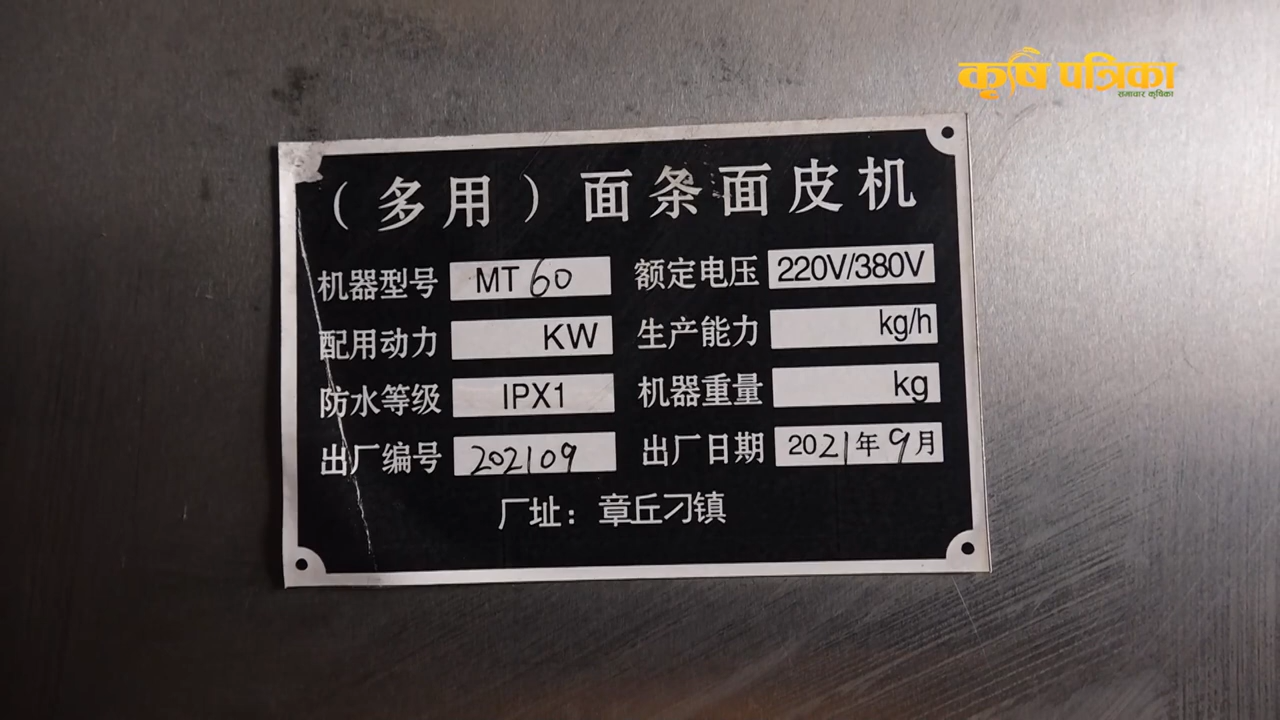 कृषि पत्रिका
समाचार कृषिका
（多用）面条面皮机
机器型号 MT 60 额定电压 220V/380V
配用动力 KW 生产能力 kg/h
防水等级 IPX1 机器重量 kg
出厂编号 202109 出厂日期 2021年9月
厂址：章丘刁镇